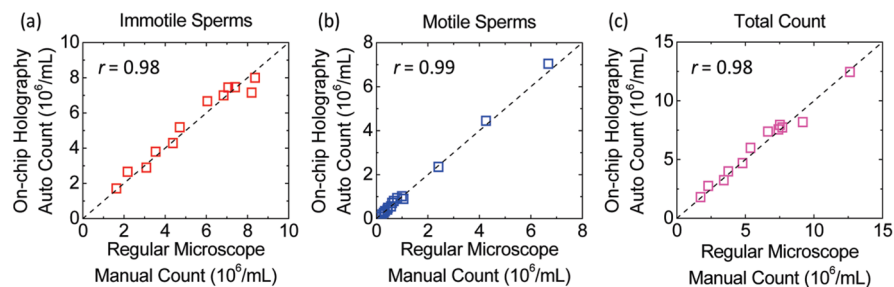 (a) Immotile Sperms
On-chip Holography
Auto Count (10⁶/mL)
r = 0.98
10
8
6
4
2
0
0 2 4 6 8 10
Regular Microscope
Manual Count (10⁶/mL)
(b) Motile Sperms
On-chip Holography
Auto Count (10⁶/mL)
r = 0.99
8
6
4
2
0
0 2 4 6 8
Regular Microscope
Manual Count (10⁶/mL)
(c) Total Count
On-chip Holography
Auto Count (10⁶/mL)
r = 0.98
15
10
5
0
0 5 10 15
Regular Microscope
Manual Count (10⁶/mL)